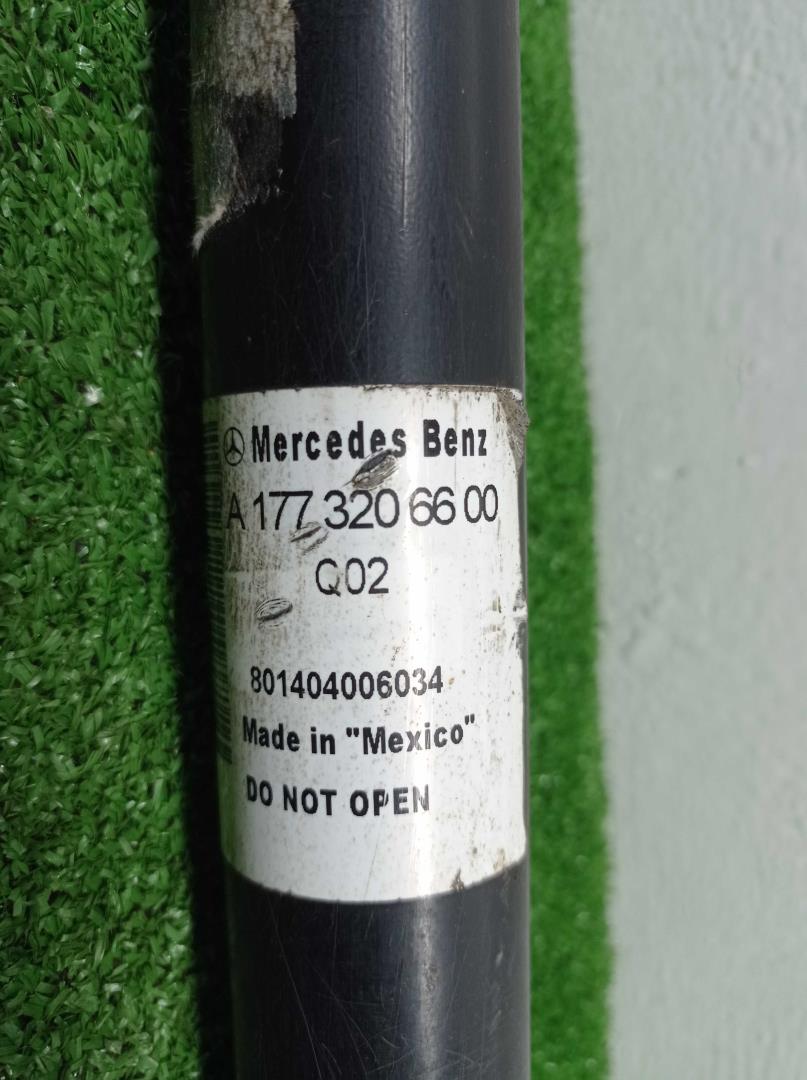 Mercedes Benz
A 177 320 66 00
Q02
801404006034
Made in "Mexico"
DO NOT OPEN